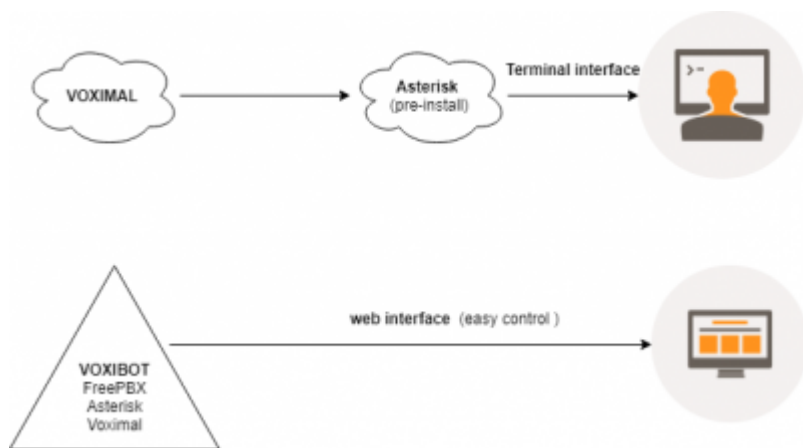 VOXIMAL
Asterisk
(pre-install)
Terminal interface
>-
web interface (easy control )
VOXIBOT
FreePBX
Asterisk
Voximal